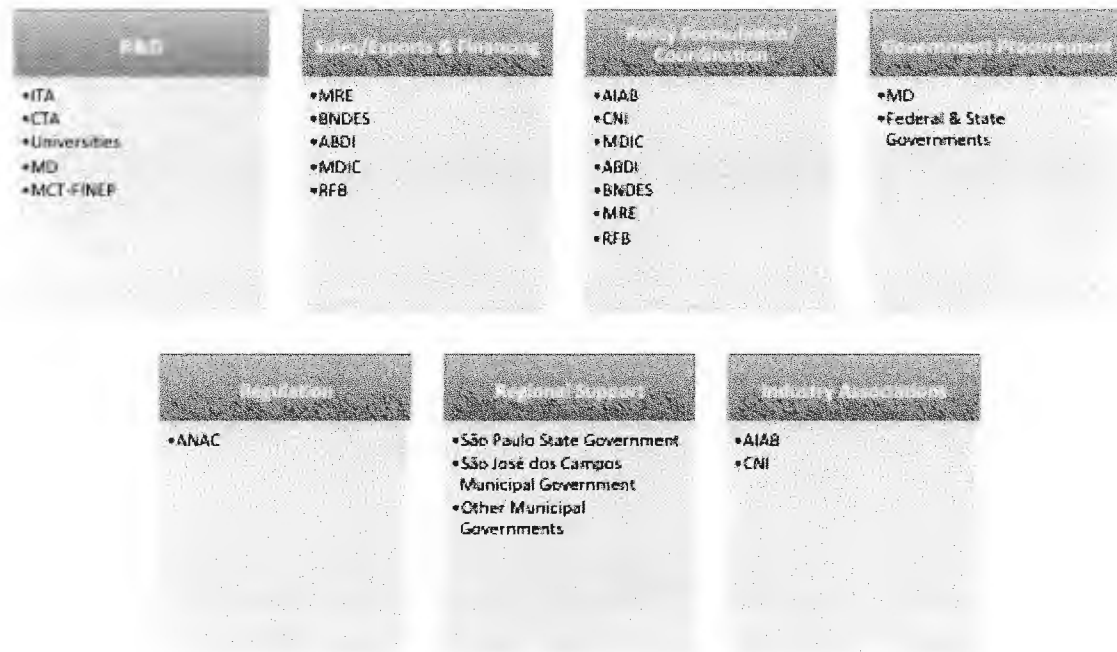 R&D
•ITA
•CTA
•Universities
•MD
•MCT-FINEP
Sales/Exports & Financing
•MRE
•BNDES
•ABDI
•MDIC
•RFB
Policy Formulation/
Coordination
•AIAB
•CNI
•MDIC
•ABDI
•BNDES
•MRE
•RFB
Government Procurement
•MD
•Federal & State
Governments
Regulation
•ANAC
Regional Support
•São Paulo State Government
•São José dos Campos
Municipal Government
•Other Municipal
Governments
Industry Associations
•AIAB
•CNI